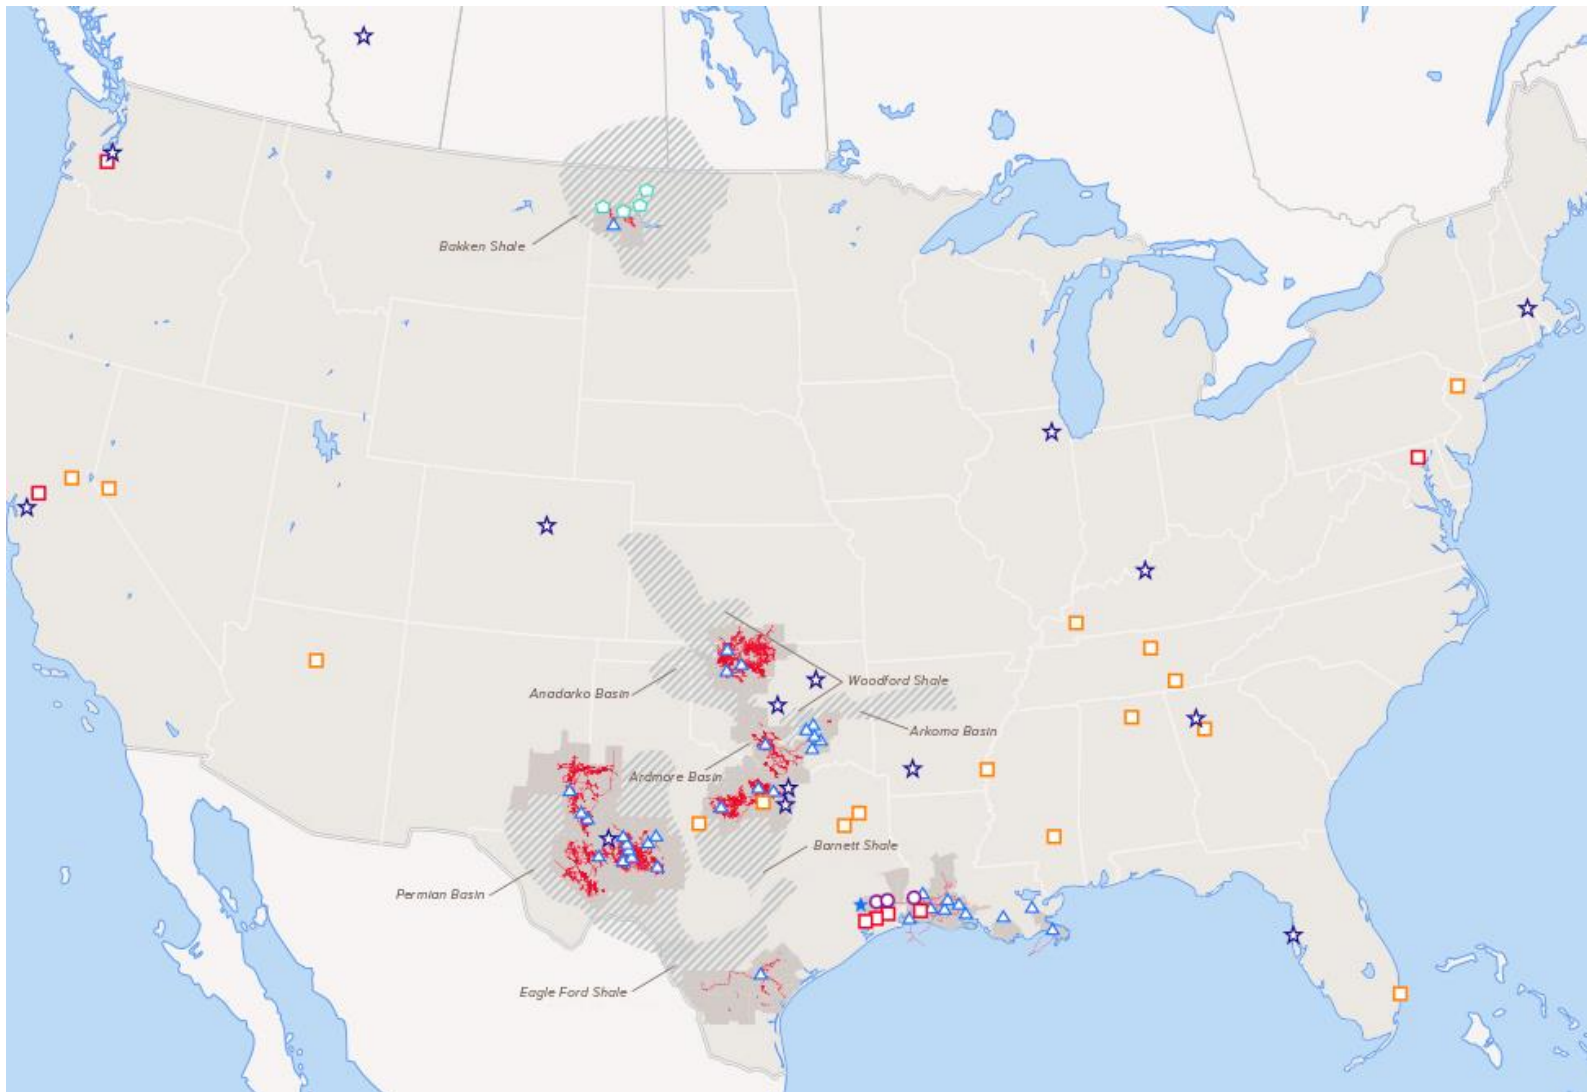 Bakken Shale
Woodford Shale
Anadarko Basin
Arkoma Basin
Ardmore Basin
Barnett Shale
Permian Basin
Eagle Ford Shale